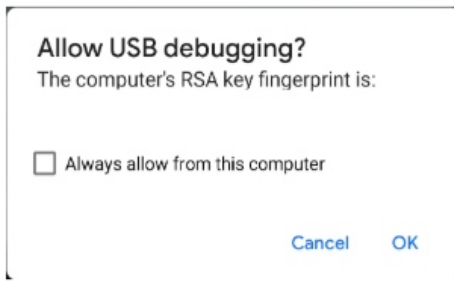 Allow USB debugging?
The computer's RSA key fingerprint is:
Always allow from this computer
Cancel OK